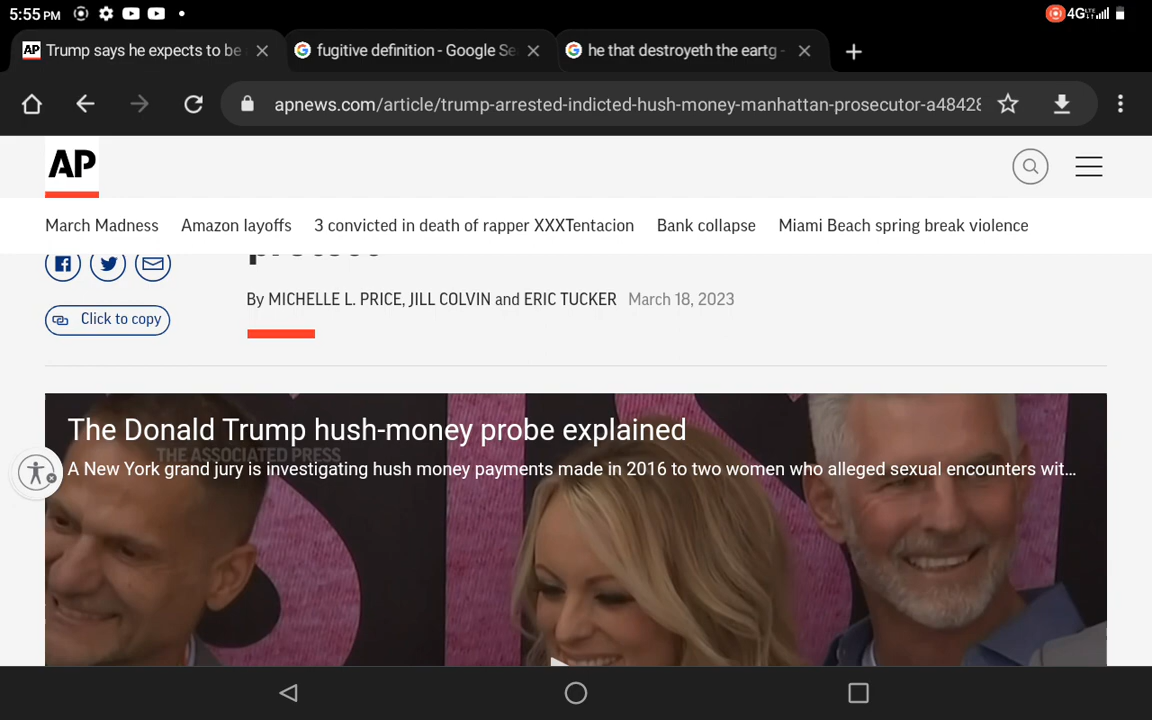 5:55 PM
4G LTE
Trump says he expects to be
fugitive definition - Google Se
he that destroyeth the eartg -
apnews.com/article/trump-arrested-indicted-hush-money-manhattan-prosecutor-a48428
AP
March Madness Amazon layoffs 3 convicted in death of rapper XXXTentacion Bank collapse Miami Beach spring break violence
By MICHELLE L. PRICE, JILL COLVIN and ERIC TUCKER March 18, 2023
Click to copy
The Donald Trump hush-money probe explained
THE ASSOCIATED PRESS
A New York grand jury is investigating hush money payments made in 2016 to two women who alleged sexual encounters wit...